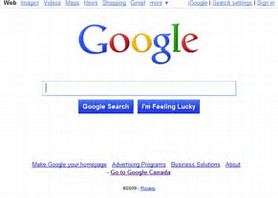 Web Images Videos Maps News Shopping Gmail more ▼ iGoogle | Search settings | Sign in
Google
Google Search I'm Feeling Lucky
Make Google your homepage Advertising Programs Business Solutions About
- Go to Google Canada
©2009 - Privacy